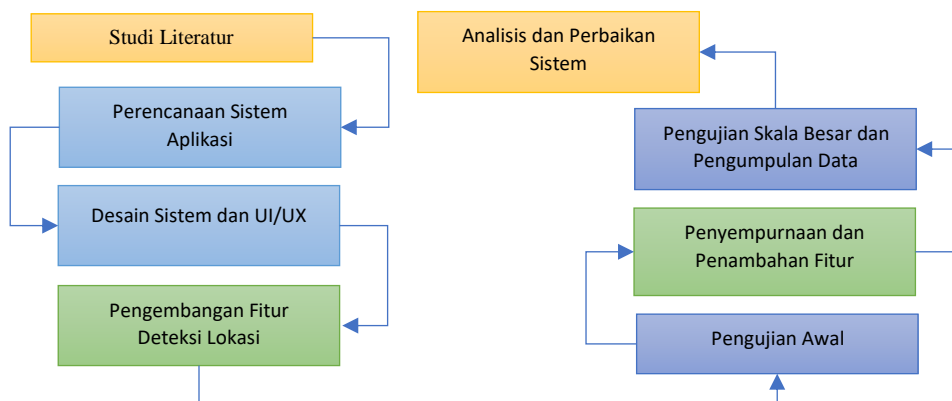 Studi Literatur
Perencanaan Sistem
Aplikasi
Desain Sistem dan UI/UX
Pengembangan Fitur
Deteksi Lokasi
Analisis dan Perbaikan
Sistem
Pengujian Skala Besar dan
Pengumpulan Data
Penyempurnaan dan
Penambahan Fitur
Pengujian Awal